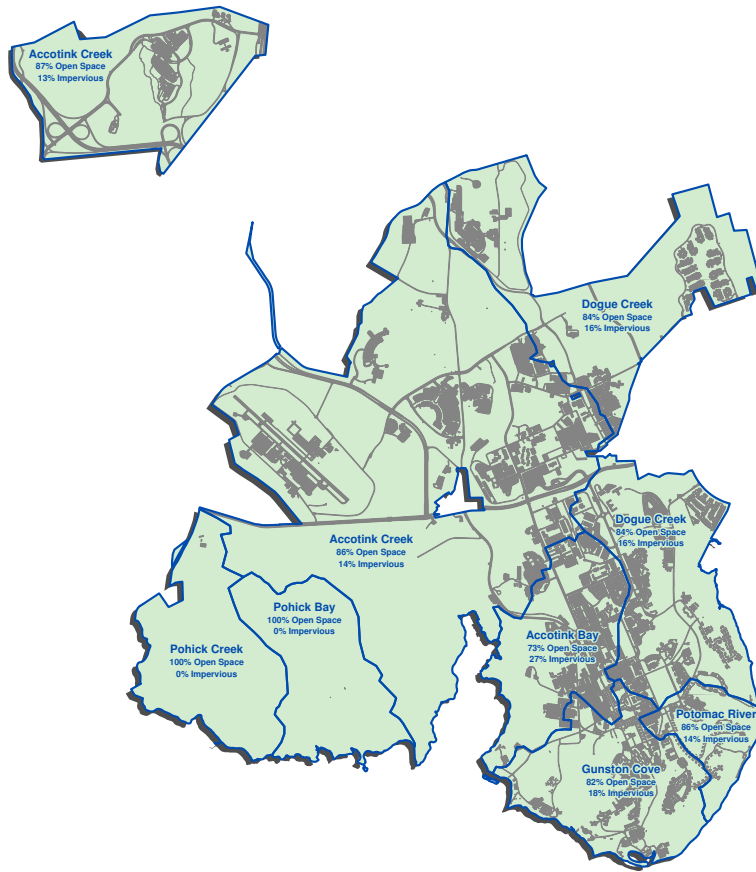 Accotink Creek
87% Open Space
13% Impervious
Dogue Creek
84% Open Space
16% Impervious
Dogue Creek
84% Open Space
16% Impervious
Accotink Creek
86% Open Space
14% Impervious
Pohick Bay
100% Open Space
0% Impervious
Pohick Creek
100% Open Space
0% Impervious
Accotink Bay
73% Open Space
27% Impervious
Potomac River
86% Open Space
14% Impervious
Gunston Cove
82% Open Space
18% Impervious